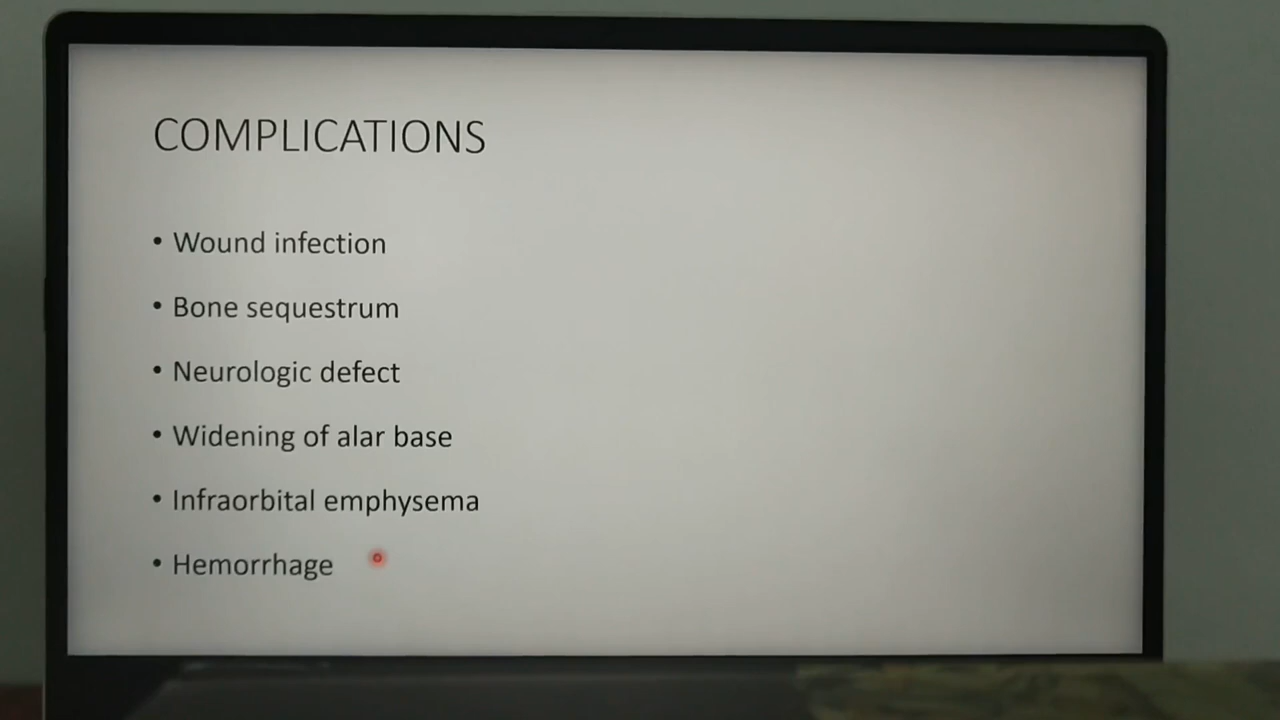 COMPLICATIONS
• Wound infection
• Bone sequestrum
• Neurologic defect
• Widening of alar base
• Infraorbital emphysema
• Hemorrhage